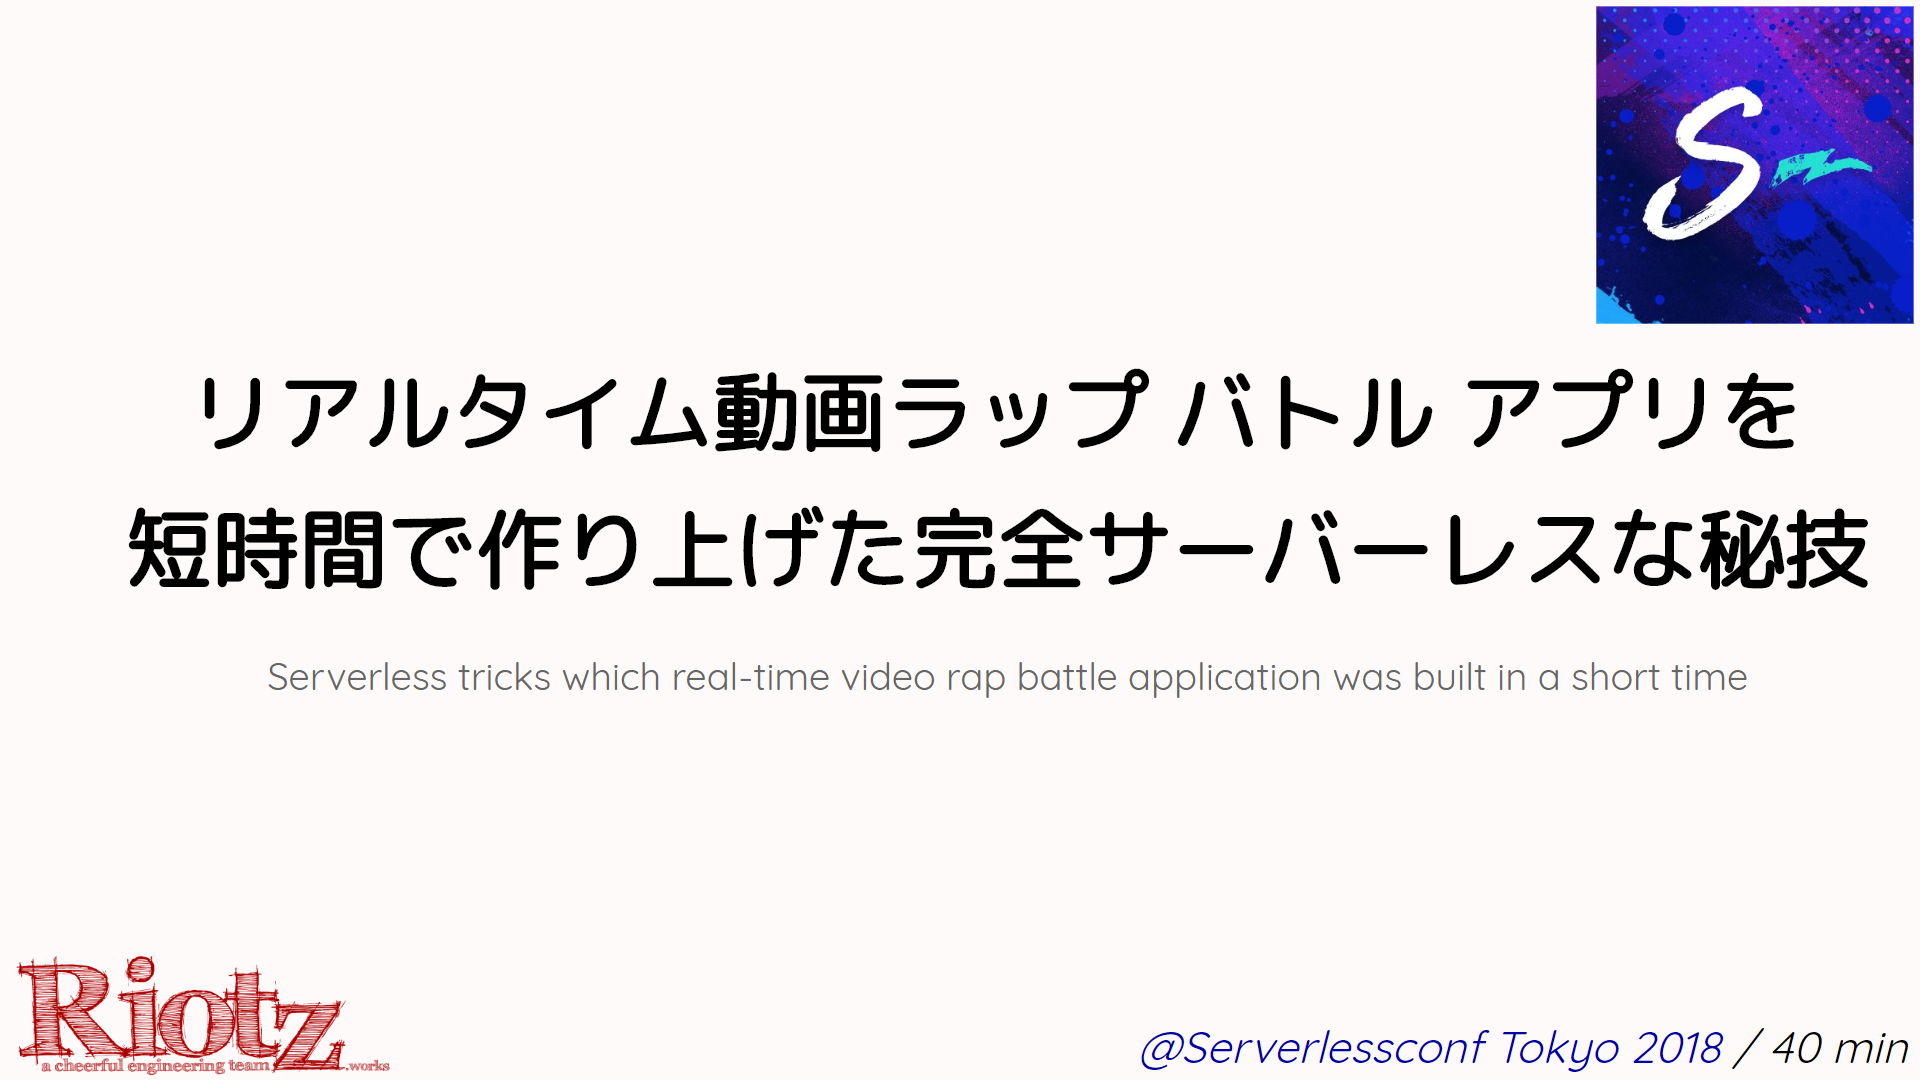 S
リアルタイム動画ラップ バトル アプリを
短時間で作り上げた完全サーバーレスな秘技
Serverless tricks which real-time video rap battle application was built in a short time
Riotz
a cheerful engineering team .works
@Serverlessconf Tokyo 2018 / 40 min